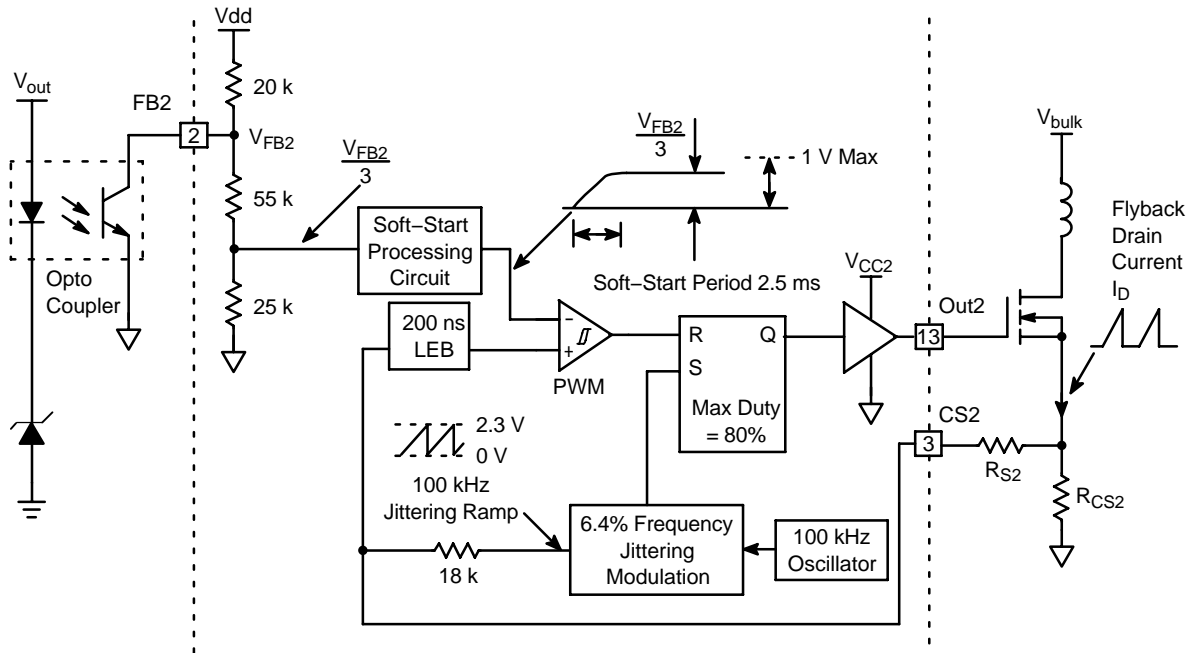 Vdd
20 k
Vout
FB2
2
VFB2
VFB2
3
55 k
25 k
Opto
Coupler
Soft−Start
Processing
Circuit
VFB2
3
1 V Max
Soft−Start Period 2.5 ms
200 ns
LEB
−
+
PWM
R
S
Q
Max Duty
= 80%
VCC2
Out2
13
Vbulk
Flyback
Drain
Current
ID
CS2
3
RS2
RCS2
2.3 V
0 V
100 kHz
Jittering Ramp
18 k
6.4% Frequency
Jittering
Modulation
100 kHz
Oscillator